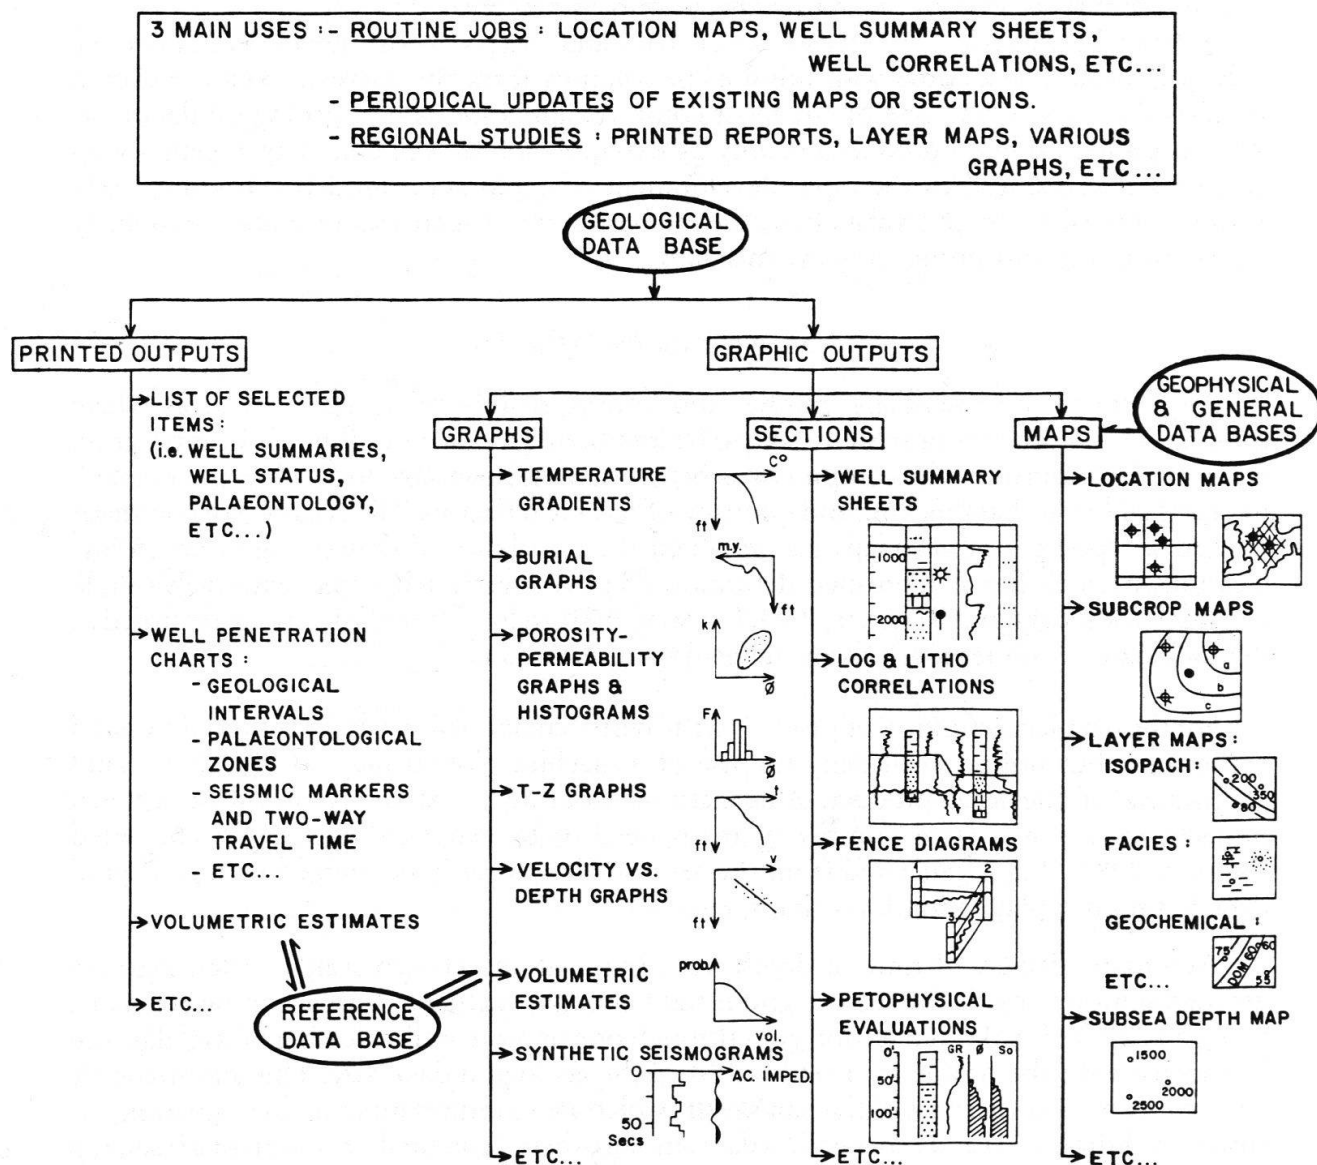 3 MAIN USES :- ROUTINE JOBS : LOCATION MAPS, WELL SUMMARY SHEETS,
WELL CORRELATIONS, ETC...
- PERIODICAL UPDATES OF EXISTING MAPS OR SECTIONS.
- REGIONAL STUDIES : PRINTED REPORTS, LAYER MAPS, VARIOUS
GRAPHS, ETC...
GEOLOGICAL
DATA BASE
PRINTED OUTPUTS
LIST OF SELECTED
ITEMS:
(i.e. WELL SUMMARIES,
WELL STATUS,
PALAEONTOLOGY,
ETC...)
WELL PENETRATION
CHARTS :
- GEOLOGICAL
INTERVALS
- PALAEONTOLOGICAL
ZONES
- SEISMIC MARKERS
AND TWO-WAY
TRAVEL TIME
- ETC...
VOLUMETRIC ESTIMATES
ETC...
REFERENCE
DATA BASE
GRAPHIC OUTPUTS
GRAPHS
TEMPERATURE
GRADIENTS
C°
ft
BURIAL
GRAPHS
m.y.
ft
POROSITY-
PERMEABILITY
GRAPHS &
HISTOGRAMS
k
Ø
F
Ø
T-Z GRAPHS
t
ft
VELOCITY VS.
DEPTH GRAPHS
v
ft
VOLUMETRIC
ESTIMATES
prob.
vol.
SYNTHETIC SEISMOGRAMS
0
AC. IMPED.
50
Secs
ETC...
SECTIONS
WELL SUMMARY
SHEETS
1000
2000
LOG & LITHO
CORRELATIONS
FENCE DIAGRAMS
1
2
3
PETOPHYSICAL
EVALUATIONS
0'
50'
100'
GR
Ø
So
ETC...
MAPS
GEOPHYSICAL
& GENERAL
DATA BASES
LOCATION MAPS
SUBCROP MAPS
a
b
c
LAYER MAPS:
ISOPACH:
200
350
80
FACIES :
GEOCHEMICAL :
75
DOM 60
60
55
ETC...
SUBSEA DEPTH MAP
1500
2000
2500
ETC...